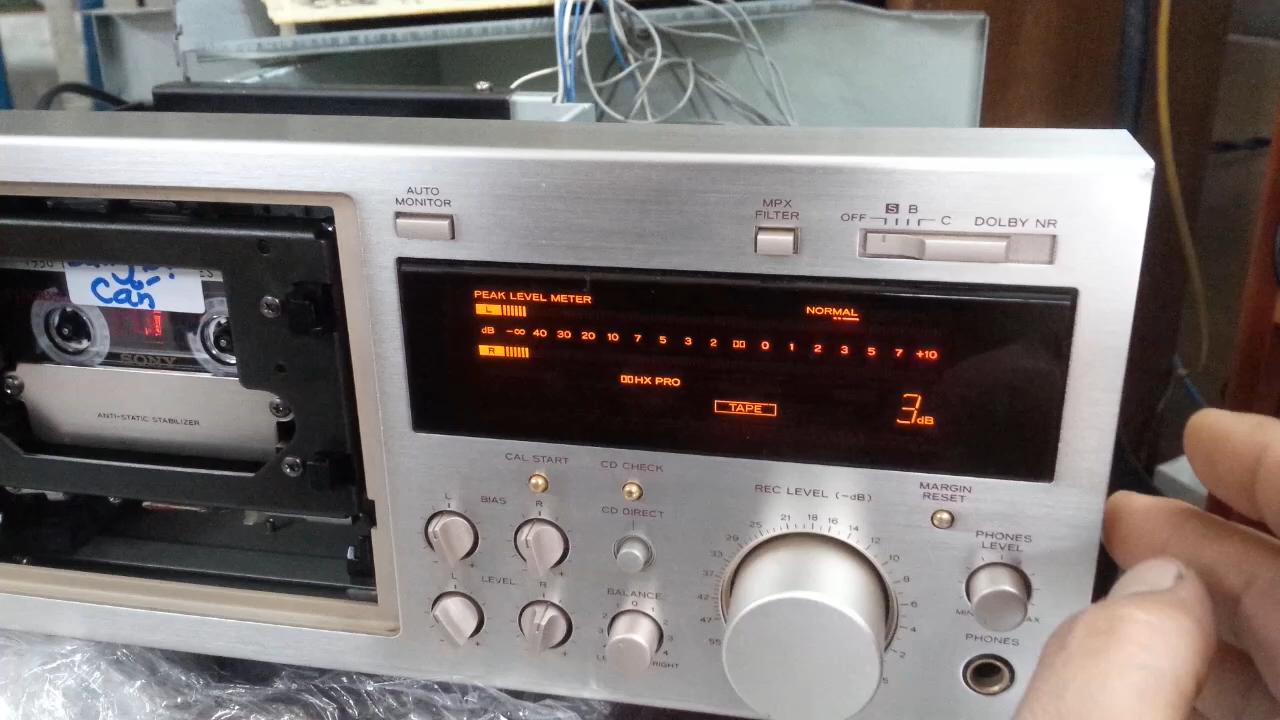 AUTO
MONITOR
MPX
FILTER
OFF S B C DOLBY NR
Can
SONY
ANTI-STATIC STABILIZER
PEAK LEVEL METER
L
NORMAL
dB -∞ 40 30 20 10 7 5 3 2 0 1 2 3 5 7 +10
R
HX PRO
TAPE
3dB
CAL START
CD CHECK
REC LEVEL (-dB)
MARGIN
RESET
L BIAS R
CD DIRECT
PHONES
LEVEL
L LEVEL R
BALANCE
RIGHT
PHONES
33 29 25 21 18 16 14 12 10 8 6 4 2
37
42
47
55